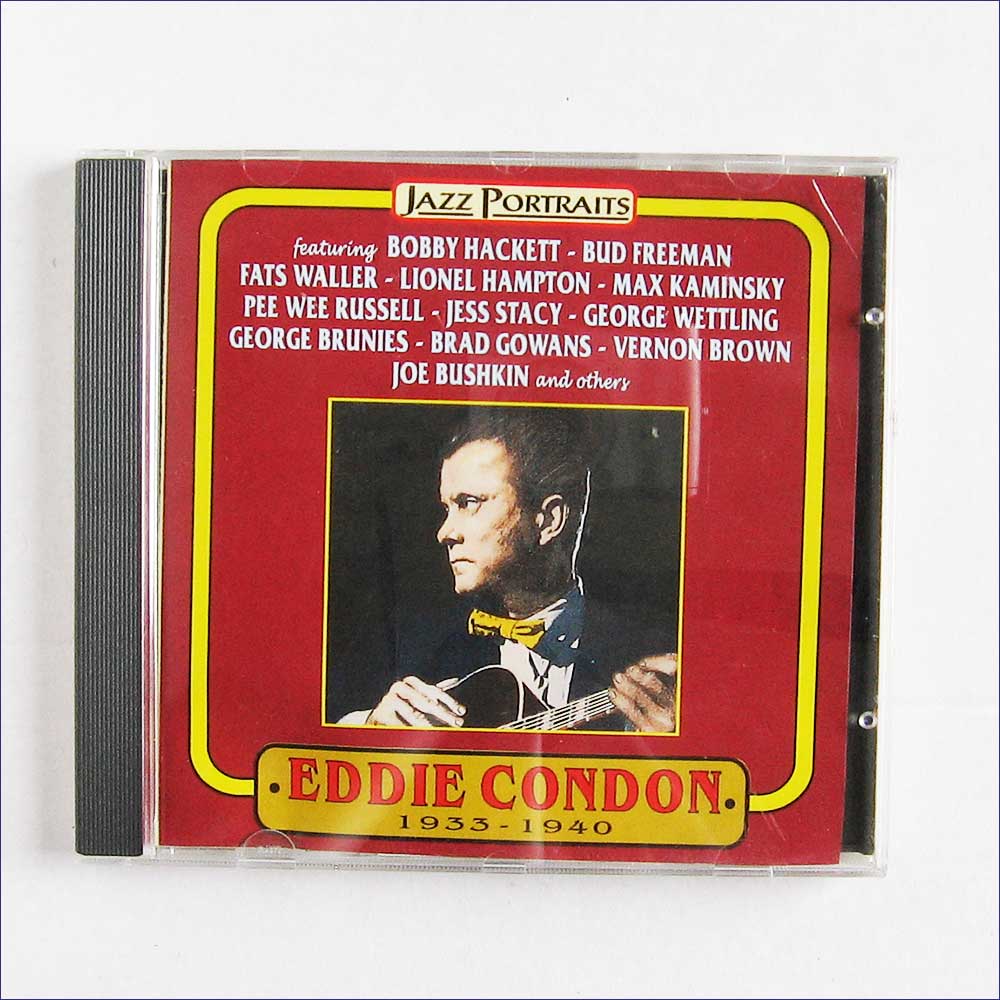 JAZZ PORTRAITS
featuring BOBBY HACKETT - BUD FREEMAN
FATS WALLER - LIONEL HAMPTON - MAX KAMINSKY
PEE WEE RUSSELL - JESS STACY - GEORGE WETTLING
GEORGE BRUNIES - BRAD GOWANS - VERNON BROWN
JOE BUSHKIN and others
· EDDIE CONDON ·
1933 - 1940